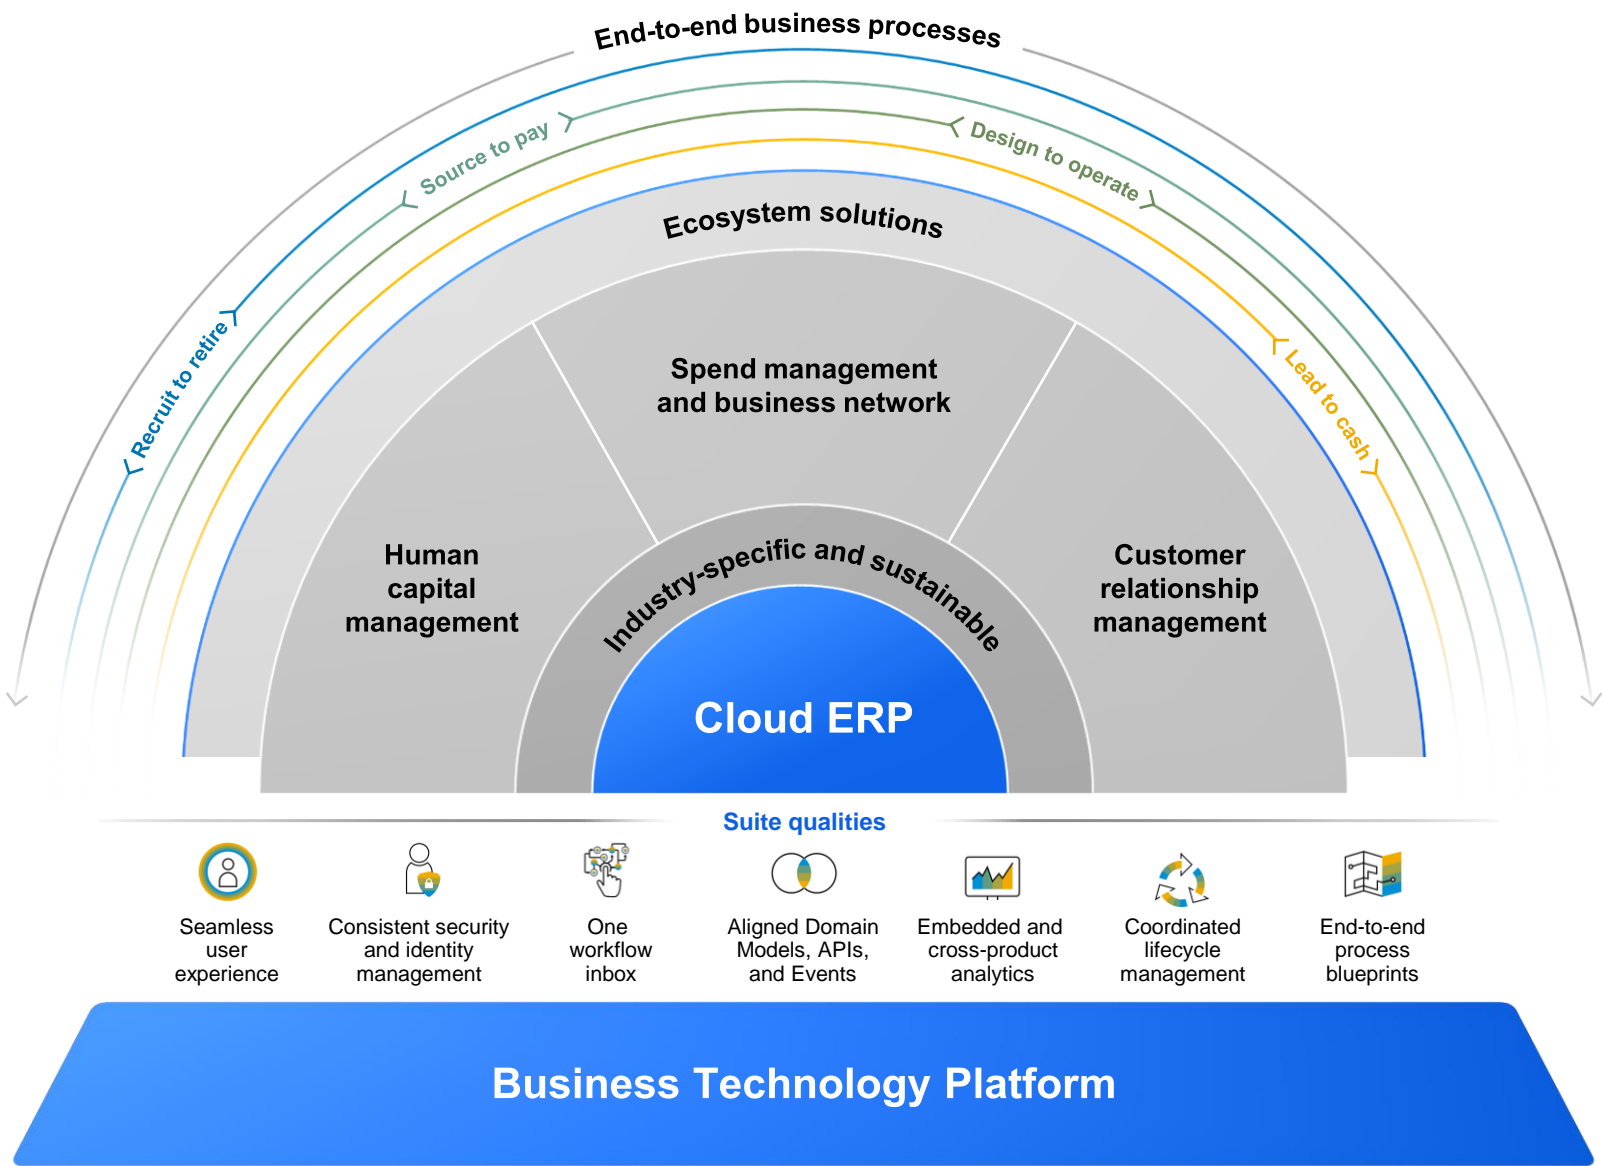 End-to-end business processes
Source to pay
Design to operate
Recruit to retire
Lead to cash
Ecosystem solutions
Spend management
and business network
Human
capital
management
Customer
relationship
management
Industry-specific and sustainable
Cloud ERP
Suite qualities
Seamless
user
experience
Consistent security
and identity
management
One
workflow
inbox
Aligned Domain
Models, APIs,
and Events
Embedded and
cross-product
analytics
Coordinated
lifecycle
management
End-to-end
process
blueprints
Business Technology Platform